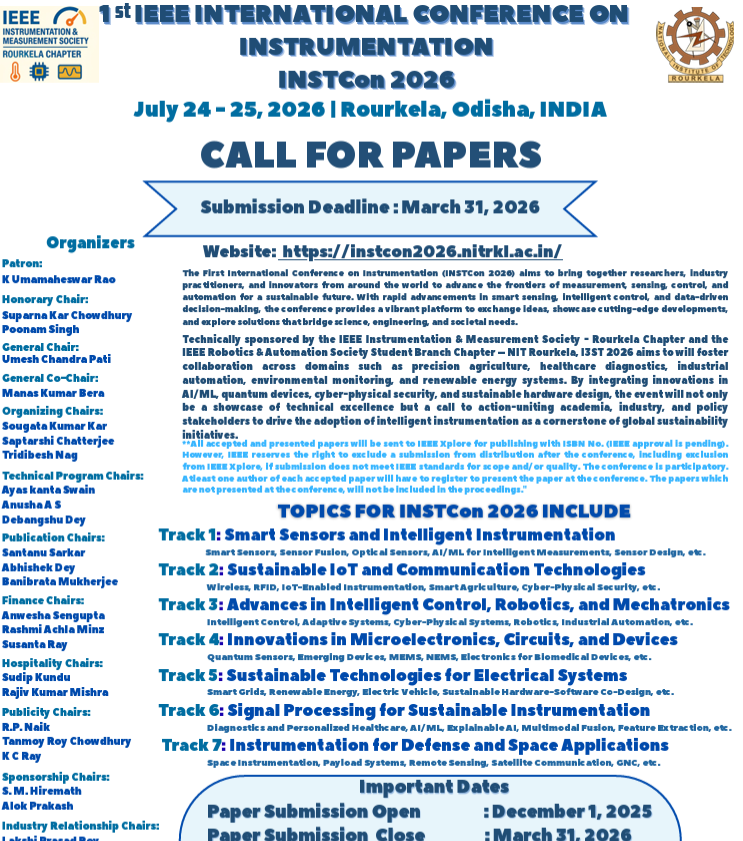 IEEE
INSTRUMENTATION &
MEASUREMENT SOCIETY
ROURKELA CHAPTER
1st IEEE INTERNATIONAL CONFERENCE ON
INSTRUMENTATION
INSTCon 2026
July 24 - 25, 2026 | Rourkela, Odisha, INDIA
NATIONAL INSTITUTE OF TECHNOLOGY
ROURKELA
CALL FOR PAPERS
Submission Deadline : March 31, 2026
Website: https://instcon2026.nitrkl.ac.in/
Organizers
Patron:
K Umamaheswar Rao
Honorary Chair:
Suparna Kar Chowdhury
Poonam Singh
General Chair:
Umesh Chandra Pati
General Co-Chair:
Manas Kumar Bera
Organizing Chairs:
Sougata Kumar Kar
Saptarshi Chatterjee
Tridibesh Nag
Technical Program Chairs:
Ayas kanta Swain
Anusha A S
Debangshu Dey
Publication Chairs:
Santanu Sarkar
Abhishek Dey
Banibrata Mukherjee
Finance Chairs:
Anwesha Sengupta
Rashmi Achla Minz
Susanta Ray
Hospitality Chairs:
Sudip Kundu
Rajiv Kumar Mishra
Publicity Chairs:
R.P. Naik
Tanmoy Roy Chowdhury
K C Ray
Sponsorship Chairs:
S. M. Hiremath
Alok Prakash
Industry Relationship Chairs:
Lakshi Prosad Roy
The First International Conference on Instrumentation (INSTCon 2026) aims to bring together researchers, industry
practitioners, and innovators from around the world to advance the frontiers of measurement, sensing, control, and
automation for a sustainable future. With rapid advancements in smart sensing, intelligent control, and data-driven
decision-making, the conference provides a vibrant platform to exchange ideas, showcase cutting-edge developments,
and explore solutions that bridge science, engineering, and societal needs.
Technically sponsored by the IEEE Instrumentation & Measurement Society - Rourkela Chapter and the
IEEE Robotics & Automation Society Student Branch Chapter – NIT Rourkela, I3ST 2026 aims to will foster
collaboration across domains such as precision agriculture, healthcare diagnostics, industrial
automation, environmental monitoring, and renewable energy systems. By integrating innovations in
AI/ML, quantum devices, cyber-physical security, and sustainable hardware design, the event will not only
be a showcase of technical excellence but a call to action-uniting academia, industry, and policy
stakeholders to drive the adoption of intelligent instrumentation as a cornerstone of global sustainability
initiatives.
"*All accepted and presented papers will be sent to IEEE Xplore for publishing with ISBN No. (IEEE approval is pending).
However, IEEE reserves the right to exclude a submission from distribution after the conference, including exclusion
from IEEE Xplore, if submission does not meet IEEE standards for scope and/or quality. The conference is participatory.
Atleast one author of each accepted paper will have to register to present the paper at the conference. The papers which
are not presented at the conference, will not be included in the proceedings."
TOPICS FOR INSTCon 2026 INCLUDE
Track 1: Smart Sensors and Intelligent Instrumentation
Smart Sensors, Sensor Fusion, Optical Sensors, AI/ML for Intelligent Measurements, Sensor Design, etc.
Track 2: Sustainable IoT and Communication Technologies
Wireless, RFID, IoT-Enabled Instrumentation, Smart Agriculture, Cyber-Physical Security, etc.
Track 3: Advances in Intelligent Control, Robotics, and Mechatronics
Intelligent Control, Adaptive Systems, Cyber-Physical Systems, Robotics, Industrial Automation, etc.
Track 4: Innovations in Microelectronics, Circuits, and Devices
Quantum Sensors, Emerging Devices, MEMS, NEMS, Electronics for Biomedical Devices, etc.
Track 5: Sustainable Technologies for Electrical Systems
Smart Grids, Renewable Energy, Electric Vehicle, Sustainable Hardware-Software Co-Design, etc.
Track 6: Signal Processing for Sustainable Instrumentation
Diagnostics and Personalized Healthcare, AI/ML, Explainable AI, Multimodal Fusion, Feature Extraction, etc.
Track 7: Instrumentation for Defense and Space Applications
Space Instrumentation, Payload Systems, Remote Sensing, Satellite Communication, GNC, etc.
Important Dates
Paper Submission Open : December 1, 2025
Paper Submission Close : March 31, 2026